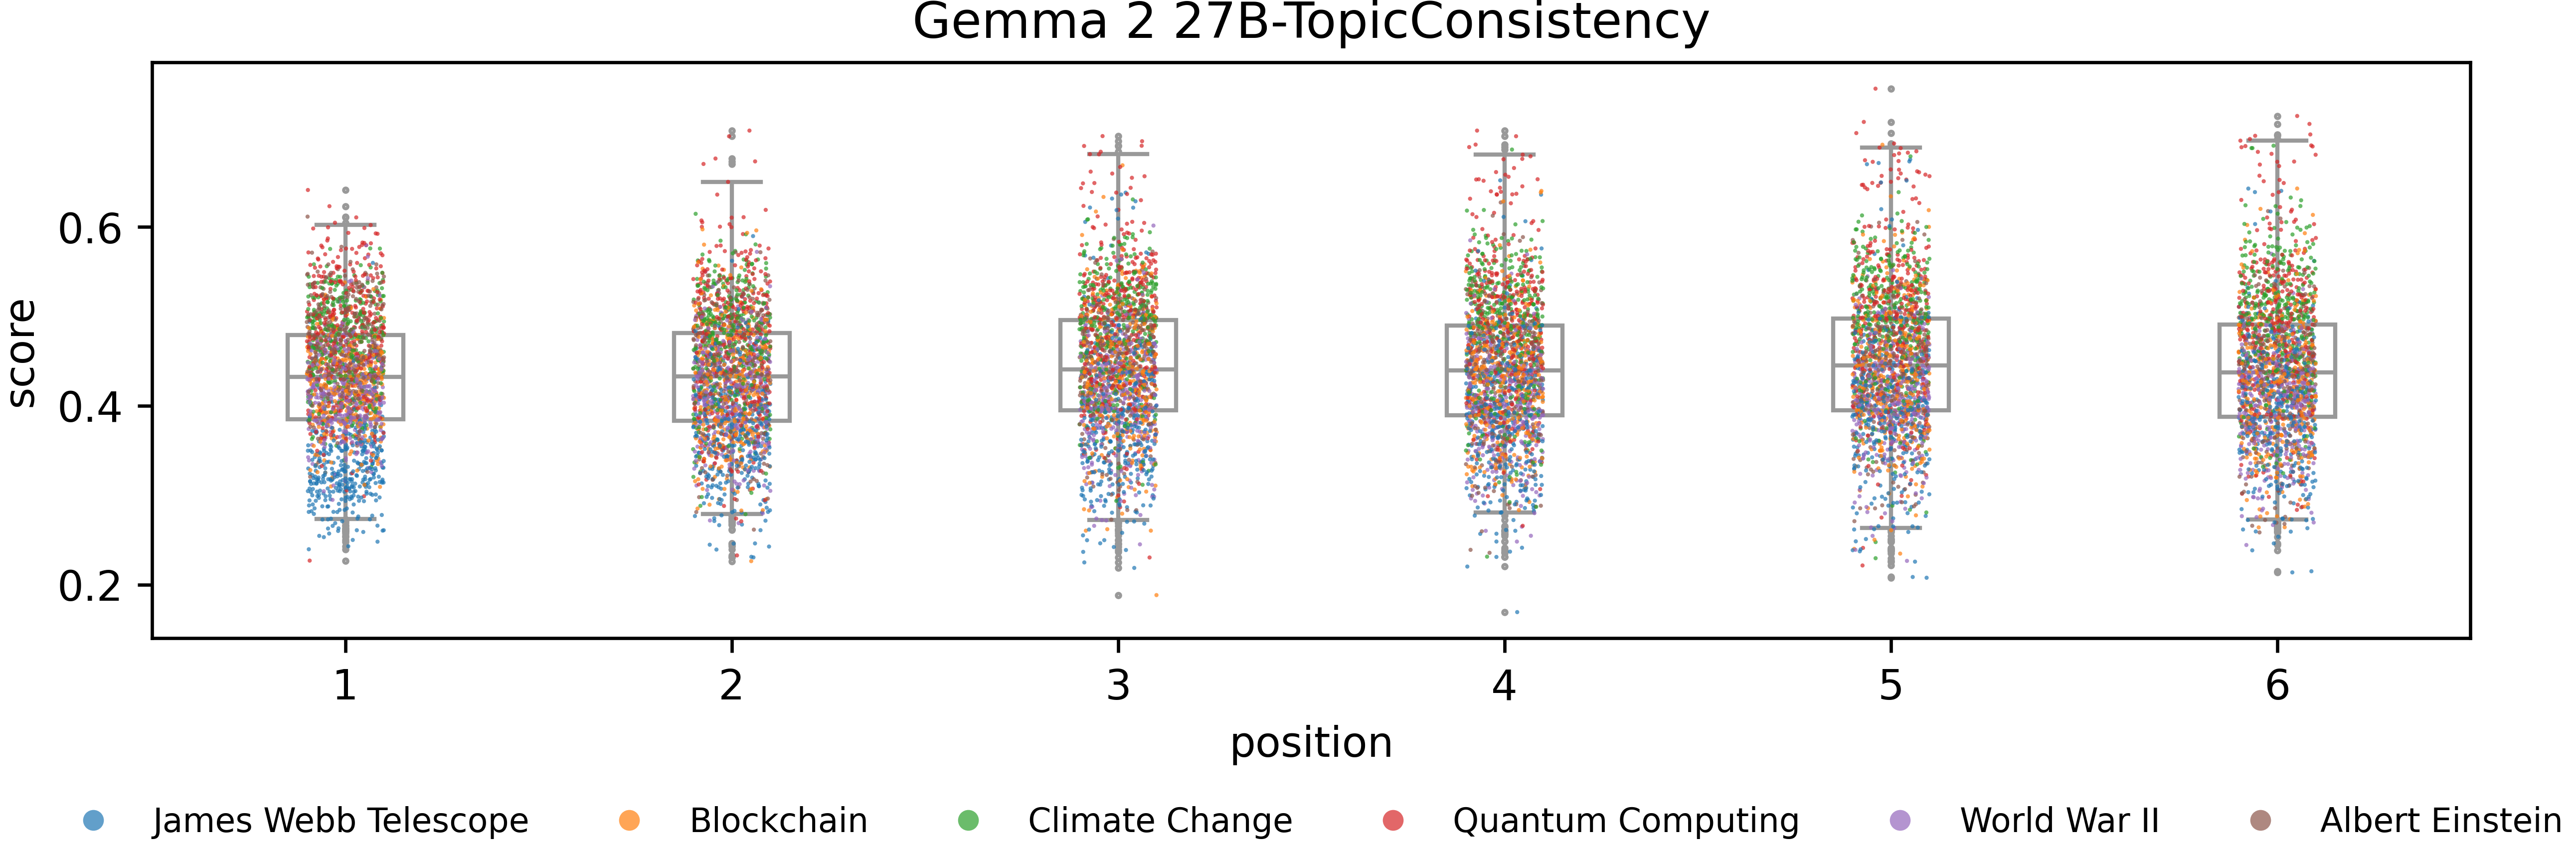 Gemma 2 27B-TopicConsistency
score
0.6
0.4
0.2
1 2 3 4 5 6
position
James Webb Telescope Blockchain Climate Change Quantum Computing World War II Albert Einstein